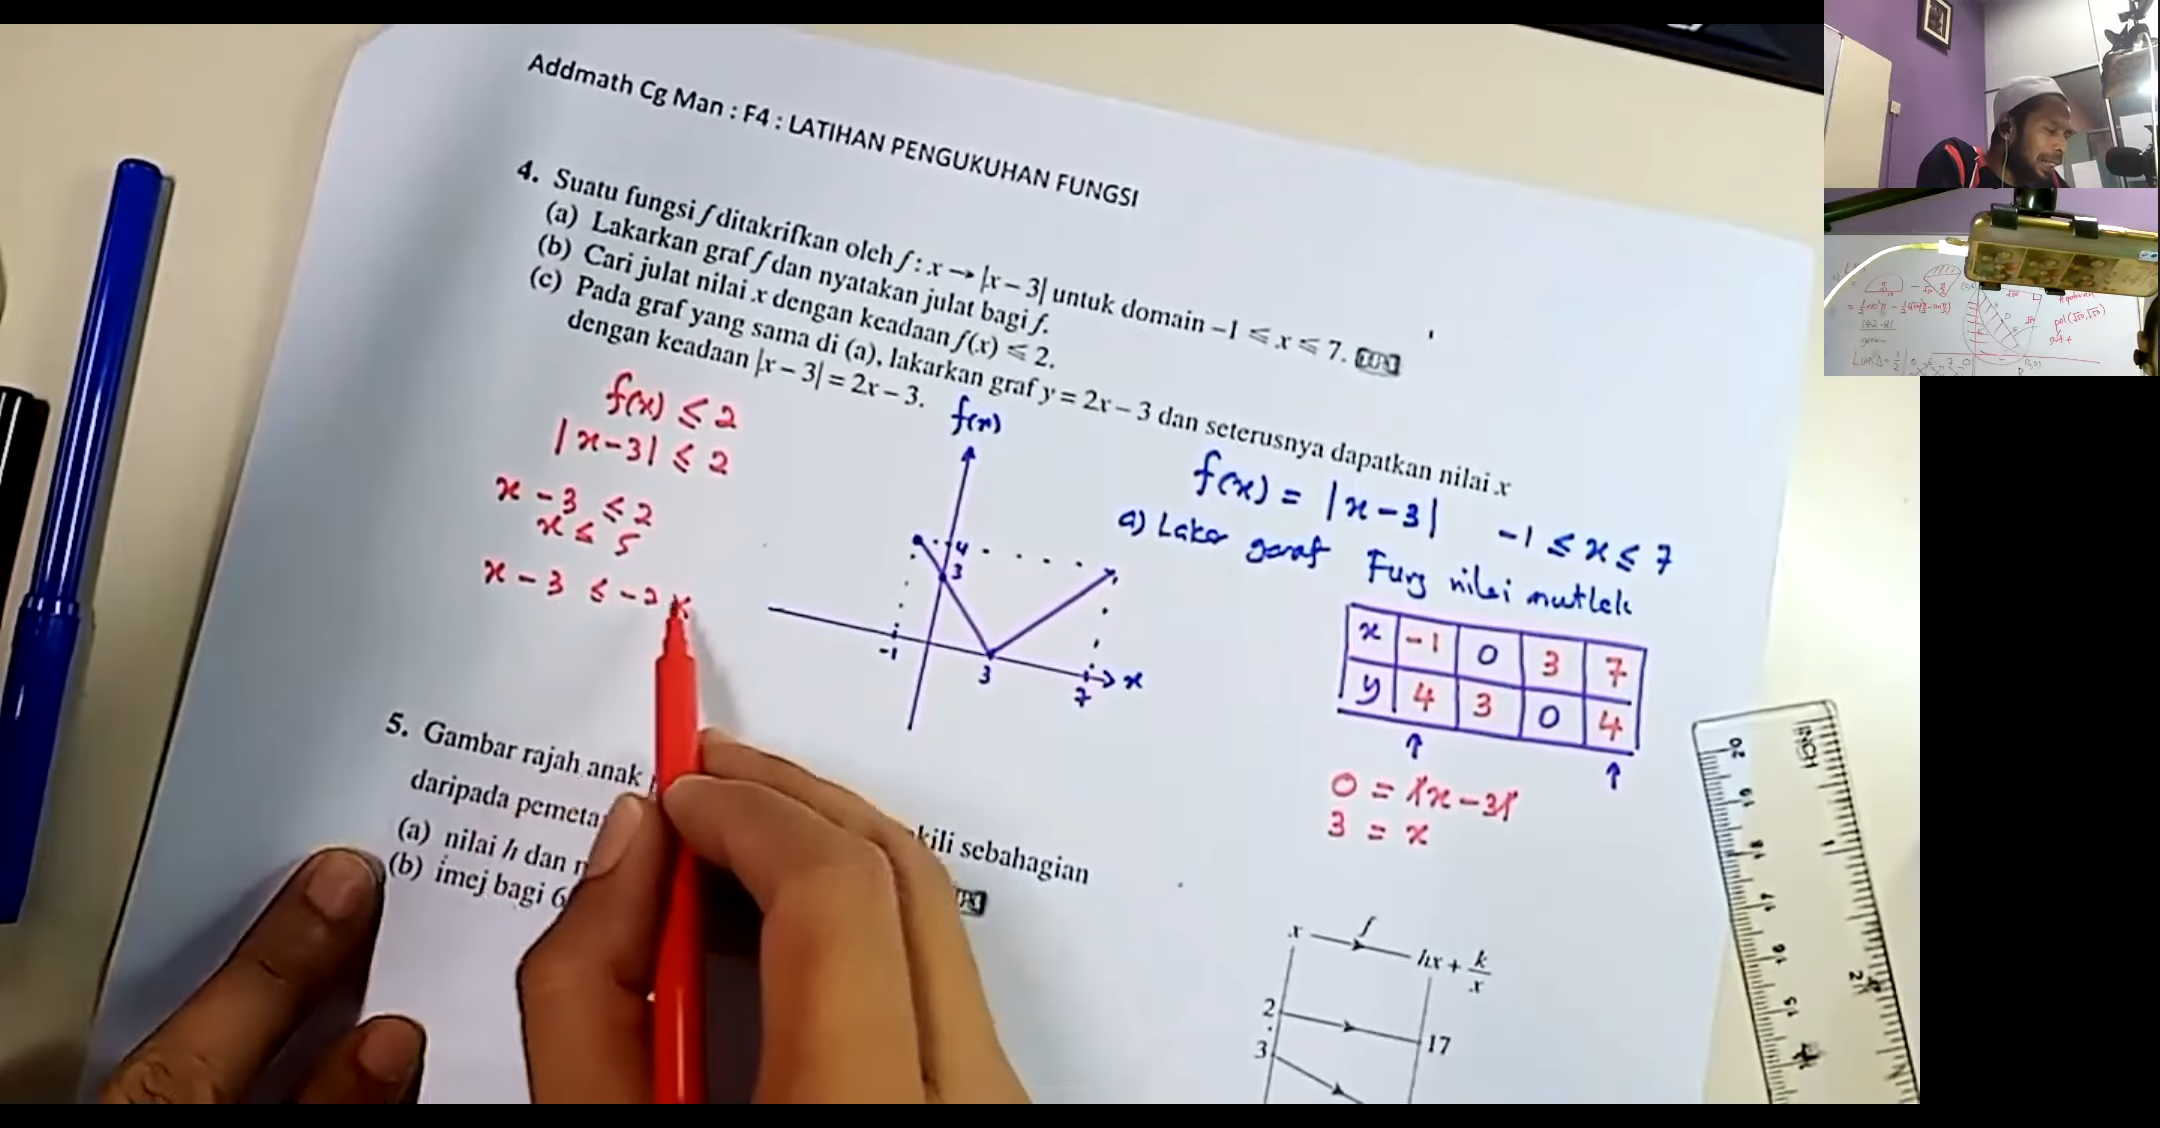 Addmath Cg Man : F4 : LATIHAN PENGUKUHAN FUNGSI
4. Suatu fungsi f ditakrifkan oleh f : x → |x – 3| untuk domain –1 ⩽ x ⩽ 7.
(a) Lakarkan graf f dan nyatakan julat bagi f.
(b) Cari julat nilai x dengan keadaan f(x) ⩽ 2.
(c) Pada graf yang sama di (a), lakarkan graf y = 2x – 3 dan seterusnya dapatkan nilai x
dengan keadaan |x – 3| = 2x – 3.
f(x) ≤ 2
|x - 3| ≤ 2
x - 3 ≤ 2
x ≤ 5
x - 3 ≤ -2
f(x)
4
3
-1
3
7
x
f(x) = |x - 3| -1 ≤ x ≤ 7
a) Lakar geraf Fung nilai mutlak
x -1 0 3 7
y 4 3 0 4
0 = |x - 3|
3 = x
5. Gambar rajah anak
daripada pemeta kili sebahagian
(a) nilai h dan
(b) imej bagi 6
x f hx + k/x
2 17
3
INCH
1
2